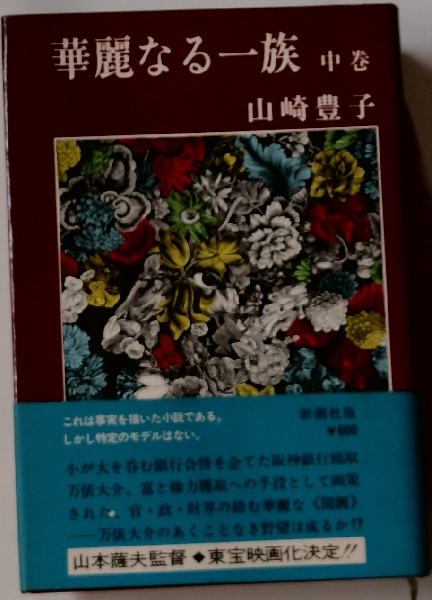 華麗なる一族 中巻
山崎豊子
これは事実を描いた小説である。
しかし特定のモデルはない。
新潮社版
¥600
小が大を呑む銀行合併を企てた阪神銀行頭取
万俵大介。富と権力獲取への手段として画策
された、官・政・財界の絡む華麗な《閨閥》
──万俵大介のあくことなき野望は成るか!?
山本薩夫監督◆東宝映画化決定!!